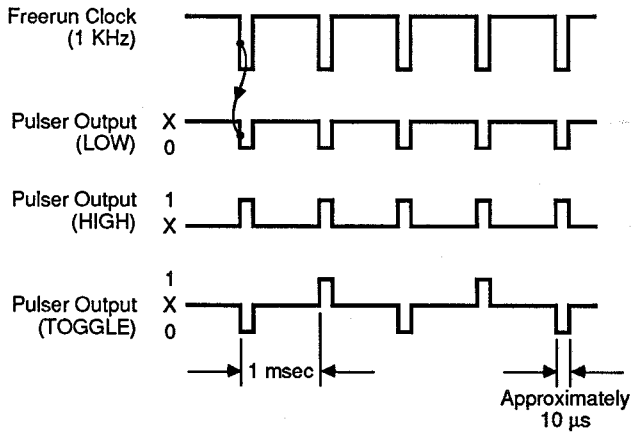 Freerun Clock
(1 KHz)
Pulser Output
(LOW)
X
0
Pulser Output
(HIGH)
1
X
Pulser Output
(TOGGLE)
1
X
0
1 msec
Approximately
10 µs